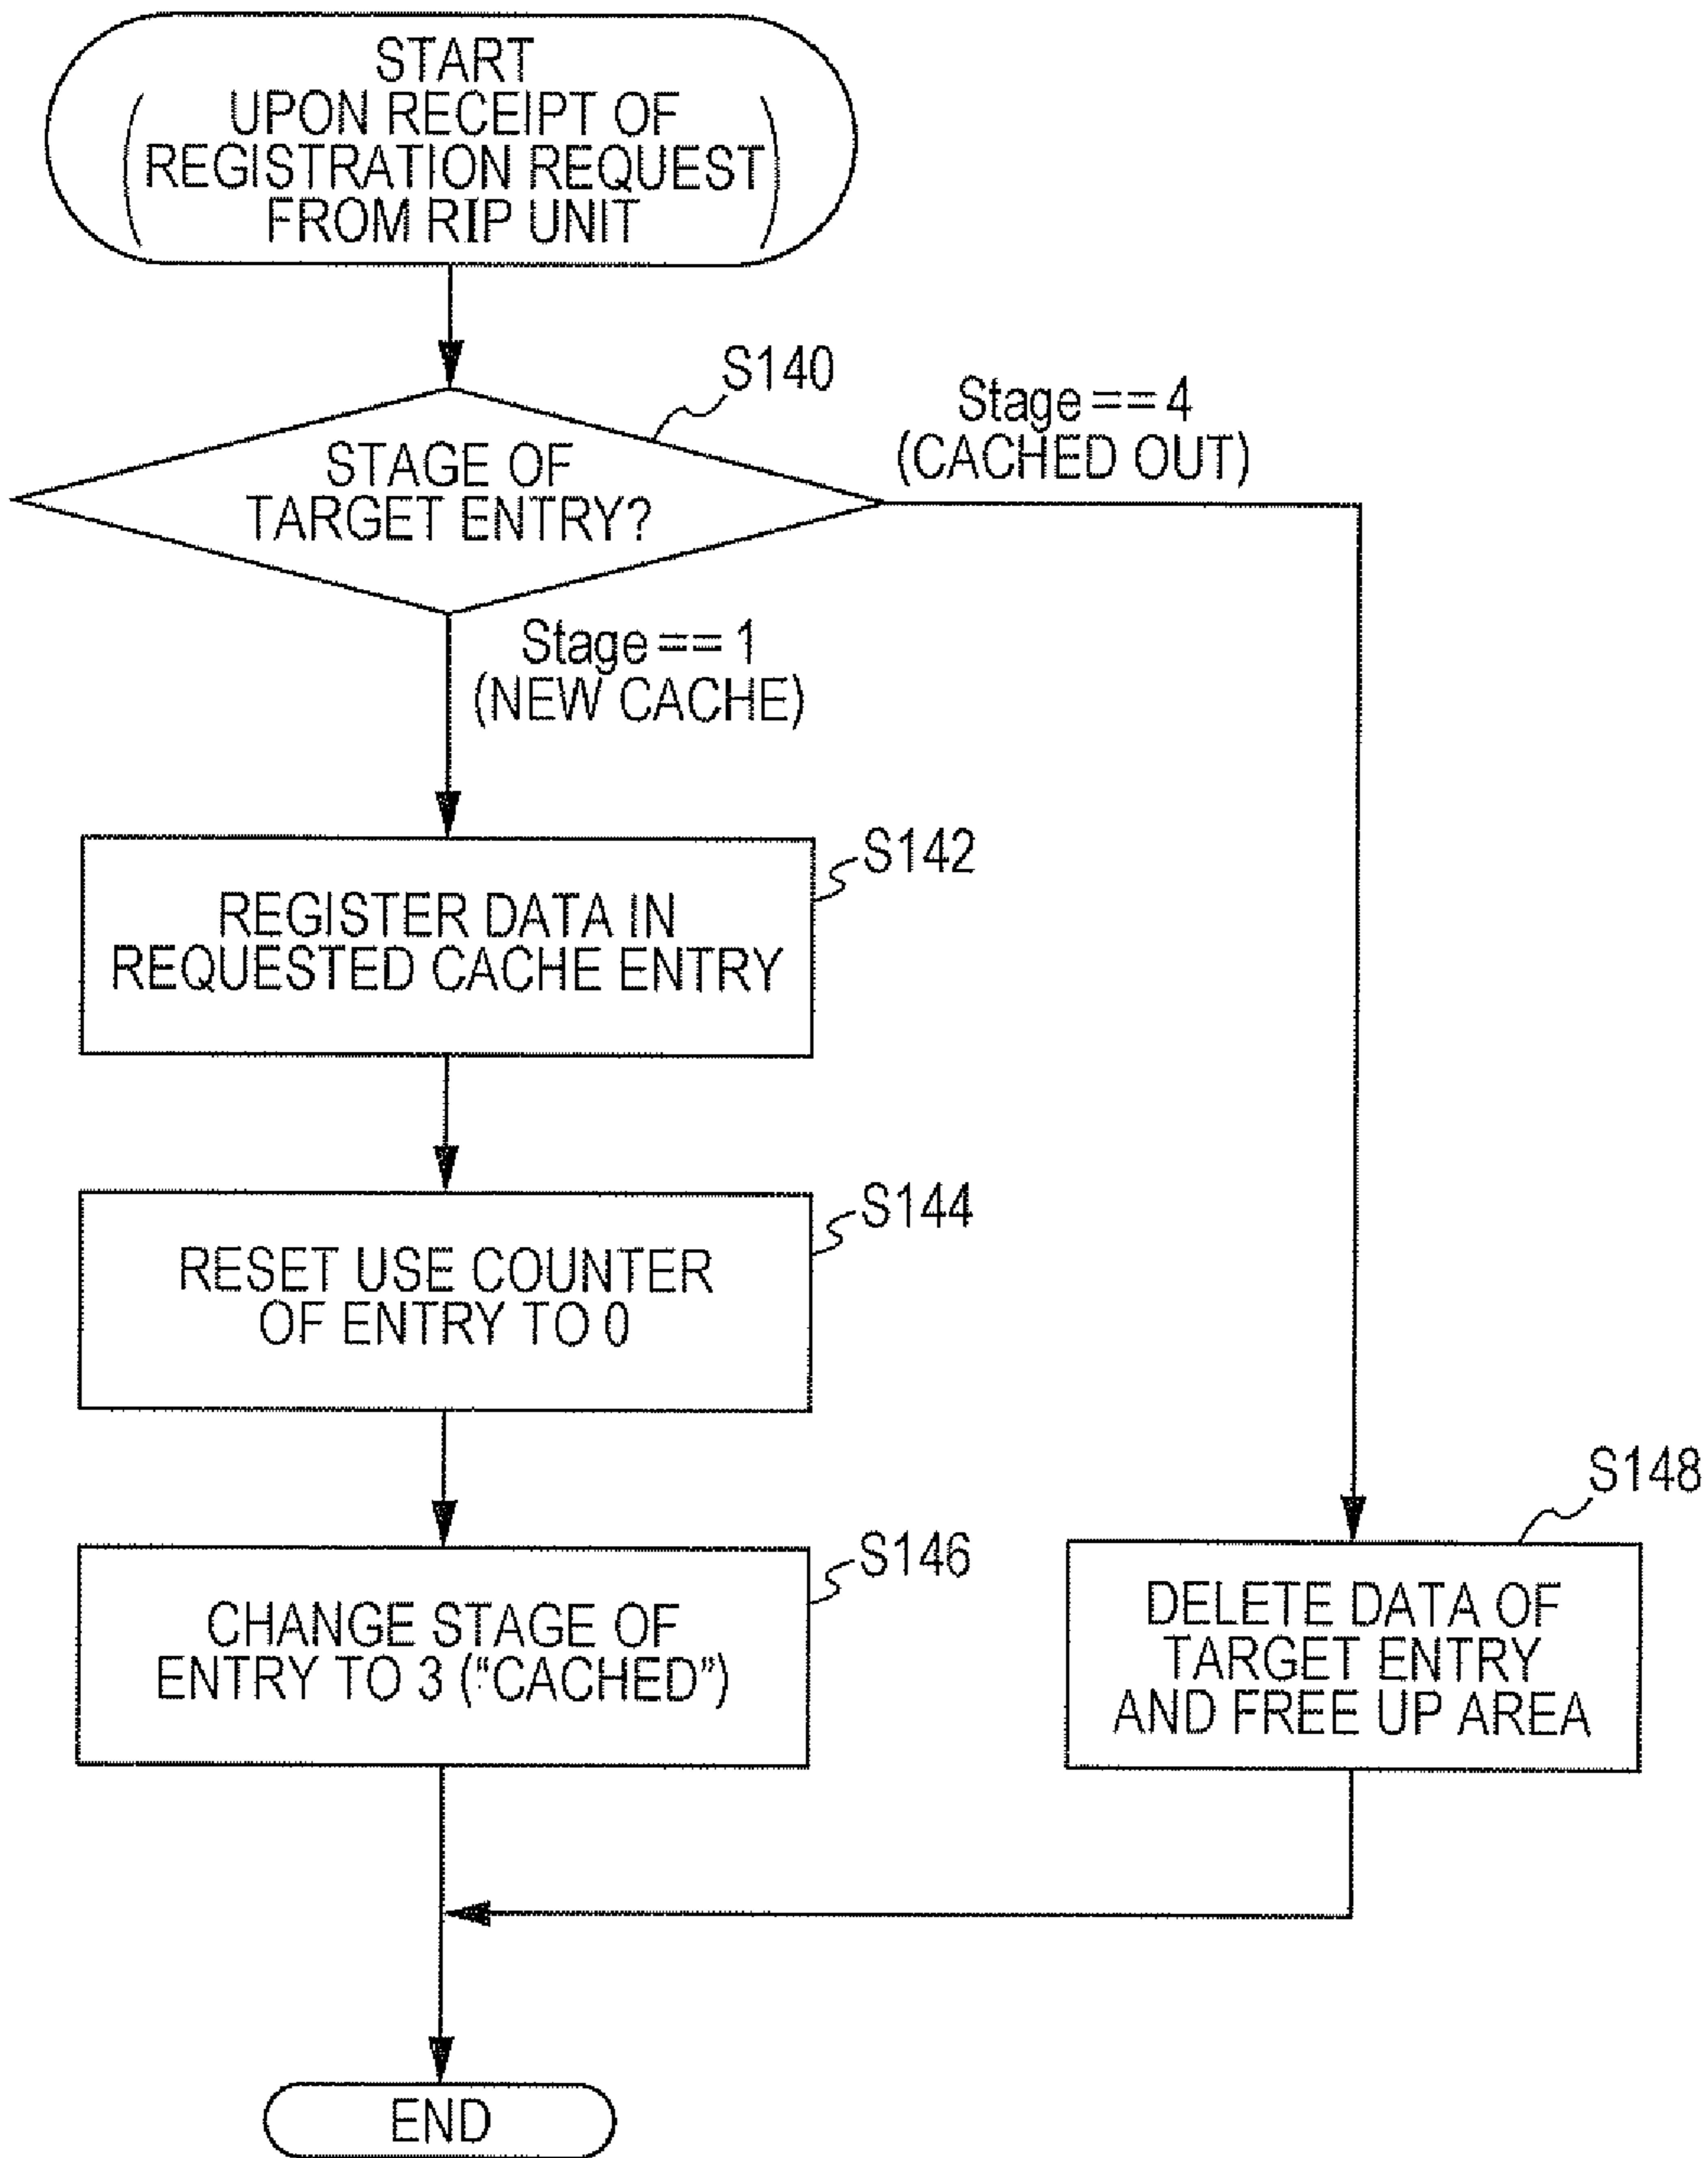 START
( UPON RECEIPT OF
REGISTRATION REQUEST
FROM RIP UNIT )
S140
Stage == 4
(CACHED OUT)
STAGE OF
TARGET ENTRY?
Stage == 1
(NEW CACHE)
S142
REGISTER DATA IN
REQUESTED CACHE ENTRY
S144
RESET USE COUNTER
OF ENTRY TO 0
S146
CHANGE STAGE OF
ENTRY TO 3 ("CACHED")
S148
DELETE DATA OF
TARGET ENTRY
AND FREE UP AREA
END